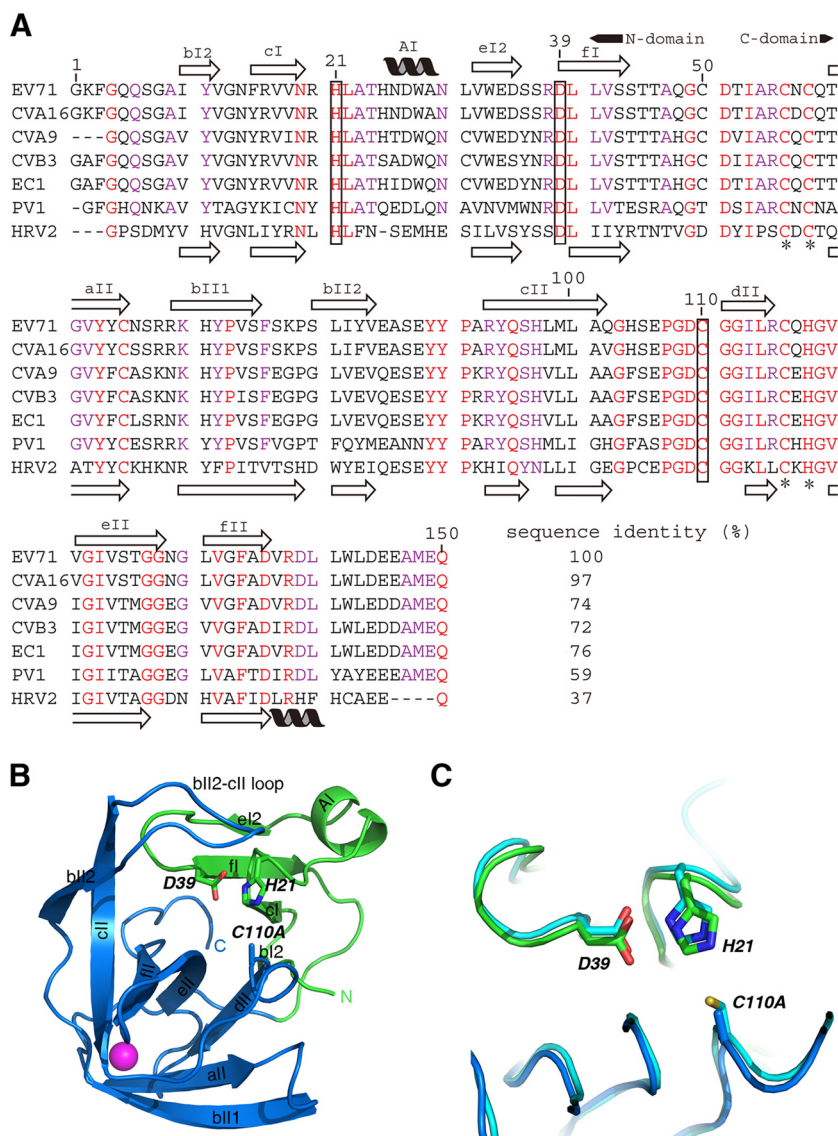 A
bI2 cI AI eI2 fI N-domain C-domain
1 21 39 50
EV71 GKFGQQSGAI YVGNFRVVNR HLATHNDWAN LVWEDSSRDL LVSSTTAQGC DTIARCNCQT
CVA16 GKFGQQSGAI YVGNYRVVNR HLATHNDWAN LVWEDSSRDL LVSSTTAQGC DTIARCDCQT
CVA9 ---GQQSGAV YVGNYRVINR HLATHTDWQN CVWEDYNRDL LVSTTTAHGC DVIARCQCTT
CVB3 GAFGQQSGAV YVGNYRVVNR HLATSADWQN CVWEDYNRDL LVSTTTAHGC DTIARCQCTT
EC1 GAFGQQSGAV YVGNYRVVNR HLATHIDWQN CVWEDYNRDL LVSTTTAHGC DTIARCQCTT
PV1 -GFGHQNKAV YTAGYKICNY HLATQEDLQN AVNVMWNRDL LVTESRAQGT DSIARCNCNA
HRV2 ---GPSDMYV HVGNLIYRNL HLFN-SEMHE SILVSYSSDL IIYRTNTVGD DYIPSCDCTQ
* *
aII bII1 bII2 cII 100 110 dII
EV71 GVYYCNSRRK HYPVSFSKPS LIYVEASEYY PARYQSHLML AQGHSEPGDC GGILRCQHGV
CVA16 GVYYCNSRRK HYPVSFSKPS LIFVEASEYY PARYQSHLML AQGHSEPGDC GGILRCQHGV
CVA9 GVYFCASKNK HYPVSFEGPG LVEVQESEYY PKRYQSHVLL AAGFSEPGDC GGILRCEHGV
CVB3 GVYFCASKNK HYPISFEGPG LVEVQESEYY PKRYQSHVLL AAGFSEPGDC GGILRCEHGV
EC1 GVYFCLSRNK HYPVSFEGPG LVEVQESEYY PKRYQSHVLL AAGFSEPGDC GGILRCEHGV
PV1 GVYYCESRRK YYPVSFVGPT FQYMEANNYY PARYQSHMLI GHGFASPGDC GGILRCHHGV
HRV2 ATYYCKHKNR YFPITVTSHD WYEIQESEYY PKHIQYNLLI GEGPCEPGDC GGKLLCKHGV
* *
eII fII 150 sequence identity (%)
EV71 VGIVSTGGNG LVGFADVRDL LWLDEEAMEQ 100
CVA16 VGIVSTGGNG LVGFADVRDL LWLDEEAMEQ 97
CVA9 IGIVTMGGEG VVGFADVRDL LWLEDDAMEQ 74
CVB3 IGIVTMGGEG VVGFADIRDL LWLEDDAMEQ 72
EC1 IGIVTMGGEG VVGFADVRDL LWLEDDAMEQ 76
PV1 IGIITAGGEG LVAFTDIRDL YAYEEEAMEQ 59
HRV2 IGIVTAGGDN HVAFIDLRHF HCAEE----Q 37
B
bII2-cII loop
eI2
AI
bII2
fI
D39
H21
cII
cI
C110A
C
bI2
fII
eII
dII
N
aII
bII1
C
D39
H21
C110A